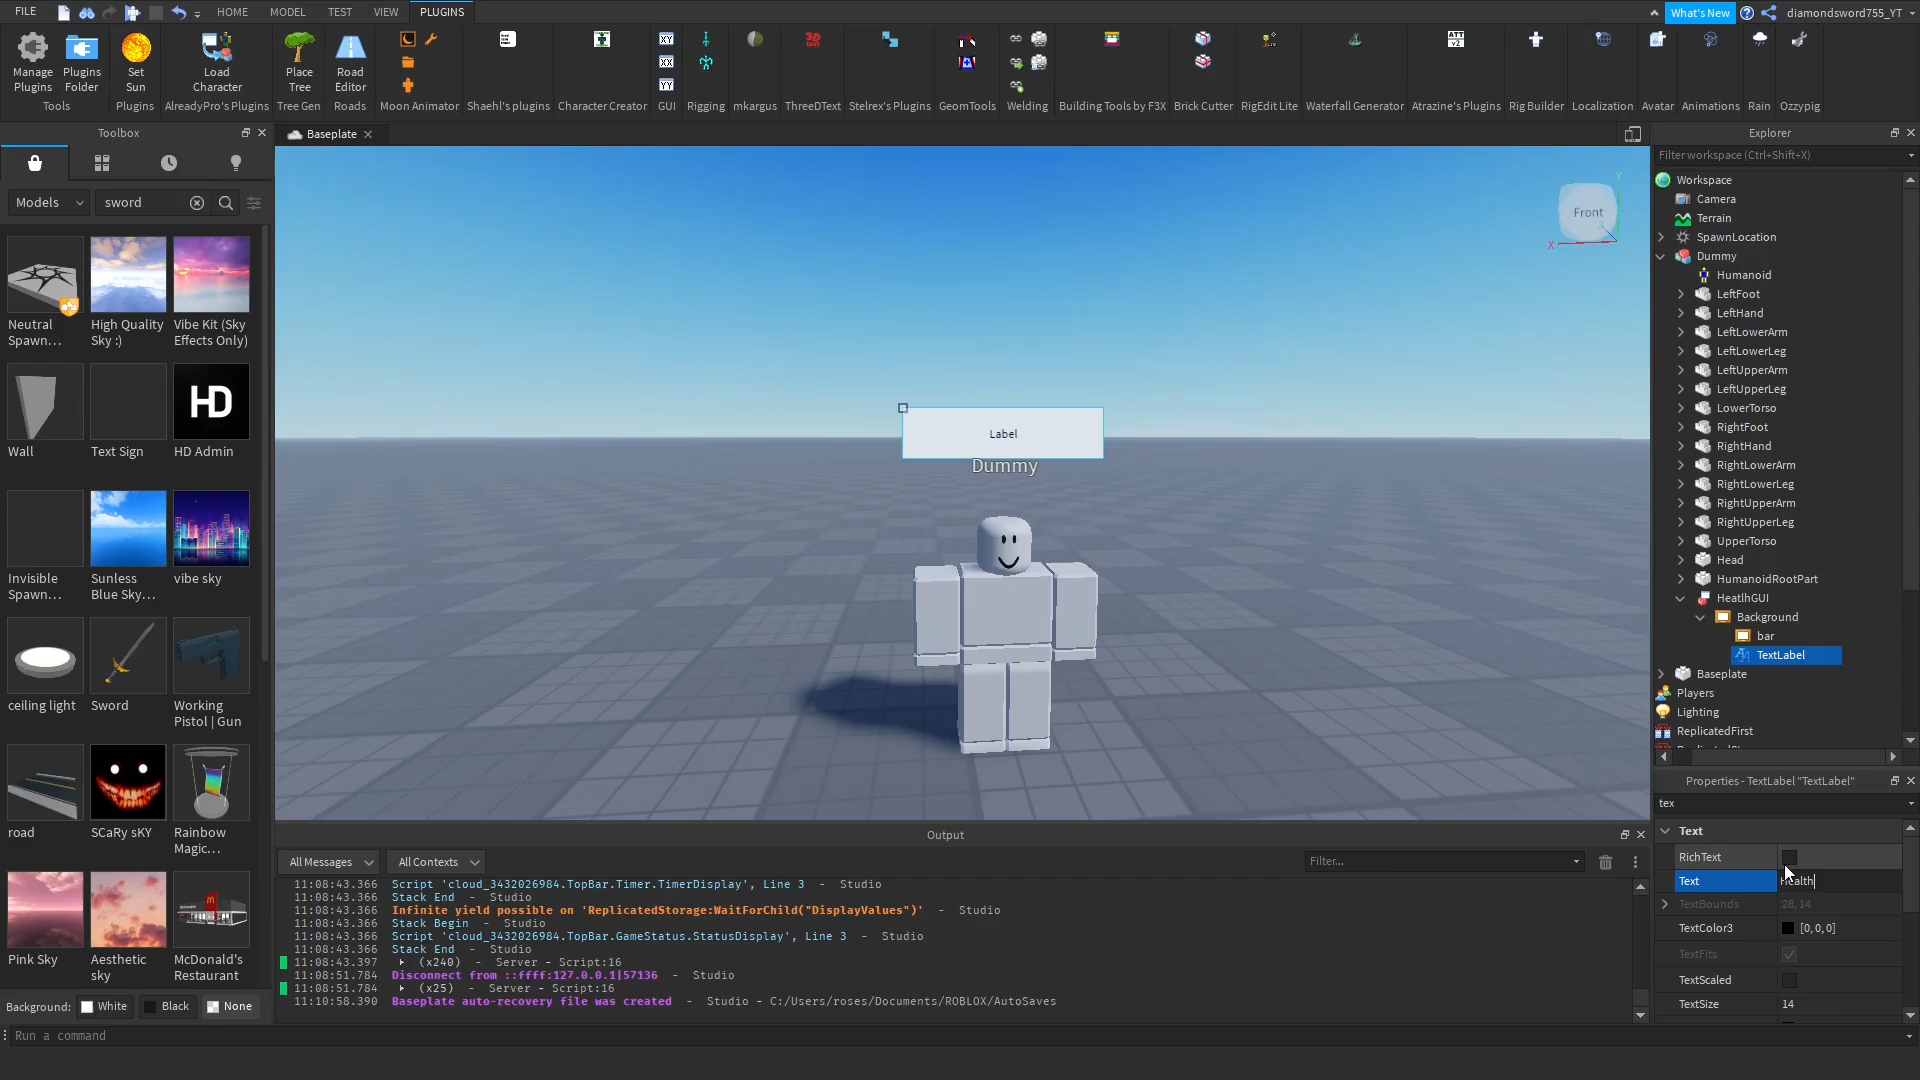 FILE HOME MODEL TEST VIEW PLUGINS What's New diamondsword755_YT
Manage Plugins
Plugins Folder
Tools
Set Sun
Plugins
Load Character
AlreadyPro's Plugins
Place Tree
Tree Gen
Road Editor
Roads
Moon Animator
Shaehl's plugins
Character Creator
XY
XX
YY
GUI
Rigging
mkargus
3D TEXT
ThreeDText
Stelrex's Plugins
GeomTools
Welding
Building Tools by F3X
Brick Cutter
RigEdit Lite
Waterfall Generator
ATT v2
Atrazine's Plugins
Rig Builder
Localization
Avatar
Animations
Rain
Ozzypig
Toolbox
Models sword
Neutral Spawn...
High Quality Sky :)
Vibe Kit (Sky Effects Only)
Wall
Text Sign
HD
HD Admin
Invisible Spawn...
Sunless Blue Sky...
vibe sky
ceiling light
Sword
Working Pistol | Gun
road
SCaRy sKY
Rainbow Magic...
Pink Sky
Aesthetic sky
McDonald's Restaurant
Background: White Black None
Baseplate
Front
Y
X
Label
Dummy
Output
All Messages All Contexts Filter...
11:08:43.366 Script 'cloud_3432026984.TopBar.Timer.TimerDisplay', Line 3 - Studio
11:08:43.366 Stack End - Studio
11:08:43.366 Infinite yield possible on 'ReplicatedStorage:WaitForChild("DisplayValues")' - Studio
11:08:43.366 Stack Begin - Studio
11:08:43.366 Script 'cloud_3432026984.TopBar.GameStatus.StatusDisplay', Line 3 - Studio
11:08:43.366 Stack End - Studio
11:08:43.397 (x240) - Server - Script:16
11:08:51.784 Disconnect from ::ffff:127.0.0.1|57136 - Studio
11:08:51.784 (x25) - Server - Script:16
11:10:58.390 Baseplate auto-recovery file was created - Studio - C:/Users/roses/Documents/ROBLOX/AutoSaves
Run a command
Explorer
Filter workspace (Ctrl+Shift+X)
Workspace
Camera
Terrain
SpawnLocation
Dummy
Humanoid
LeftFoot
LeftHand
LeftLowerArm
LeftLowerLeg
LeftUpperArm
LeftUpperLeg
LowerTorso
RightFoot
RightHand
RightLowerArm
RightLowerLeg
RightUpperArm
RightUpperLeg
UpperTorso
Head
HumanoidRootPart
HeatlhGUI
Background
bar
TextLabel
Baseplate
Players
Lighting
ReplicatedFirst
Properties - TextLabel "TextLabel"
tex
Text
RichText
Text Health
TextBounds 28, 14
TextColor3 [0, 0, 0]
TextFits
TextScaled
TextSize 14